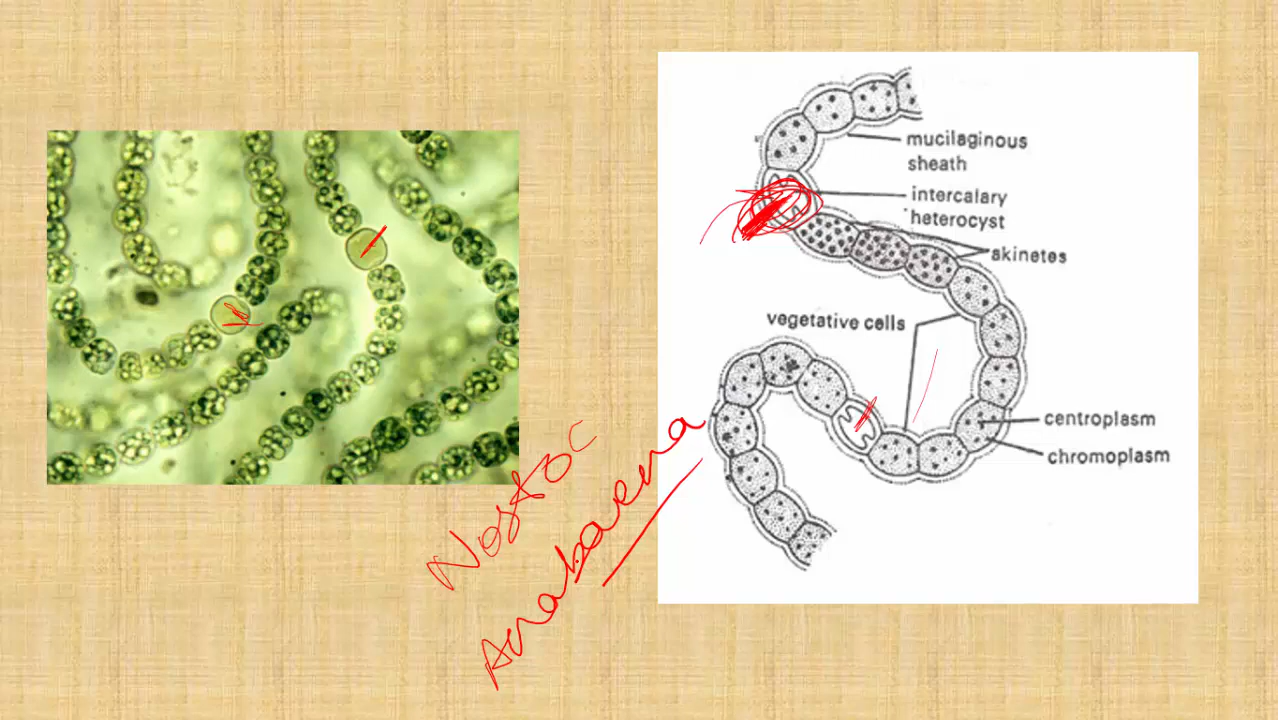 mucilaginous
sheath
intercalary
heterocyst
akinetes
vegetative cells
centroplasm
chromoplasm
Nostoc
Anabaena